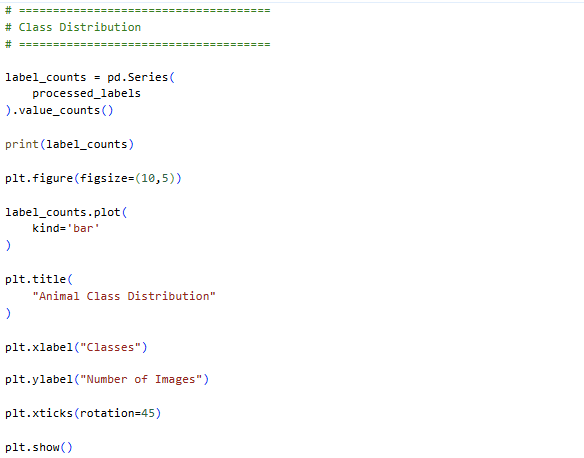 # =====================================
# Class Distribution
# =====================================
label_counts = pd.Series(
    processed_labels
).value_counts()
print(label_counts)
plt.figure(figsize=(10,5))
label_counts.plot(
    kind='bar'
)
plt.title(
    "Animal Class Distribution"
)
plt.xlabel("Classes")
plt.ylabel("Number of Images")
plt.xticks(rotation=45)
plt.show()